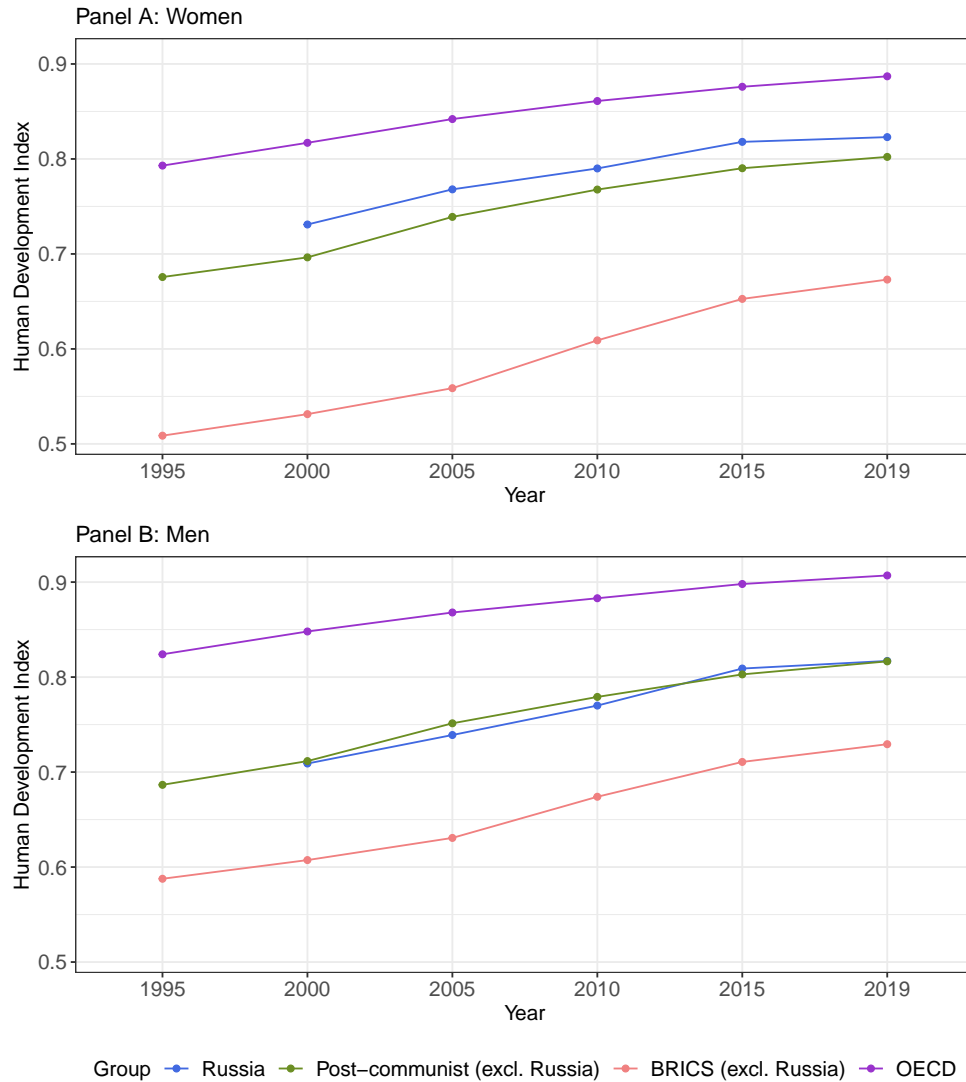 Panel A: Women
Human Development Index
0.9
0.8
0.7
0.6
0.5
1995 2000 2005 2010 2015 2019
Year
Panel B: Men
Human Development Index
0.9
0.8
0.7
0.6
0.5
1995 2000 2005 2010 2015 2019
Year
Group Russia Post−communist (excl. Russia) BRICS (excl. Russia) OECD